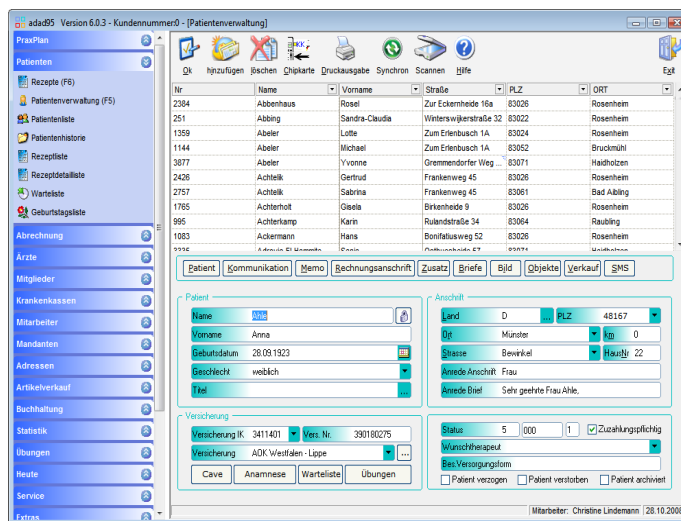 adad95 Version 6.0.3 - Kundennummer:0 - [Patientenverwaltung]
PraxPlan
Patienten
Rezepte (F6)
Patientenverwaltung (F5)
Patientenliste
Patientenhistorie
Rezeptliste
Rezeptdetailliste
Warteliste
Geburtstagsliste
Abrechnung
Ärzte
Mitglieder
Krankenkassen
Mitarbeiter
Mandanten
Adressen
Artikelverkauf
Buchhaltung
Statistik
Übungen
Heute
Service
Extras
Ok hinzufügen löschen Chipkarte Druckausgabe Synchron Scannen Hilfe Exit
Nr Name Vorname Straße PLZ ORT
2384 Abbenhaus Rosel Zur Eckernheide 16a 83026 Rosenheim
251 Abbing Sandra-Claudia Winterswijkerstraße 32 83022 Rosenheim
1359 Abeler Lotte Zum Erlenbusch 1A 83024 Rosenheim
1144 Abeler Michael Zum Erlenbusch 1A 83052 Bruckmühl
3877 Abeler Yvonne Gremmendorfer Weg ... 83071 Haidholzen
2426 Achtelik Gertrud Frankenweg 45 83026 Rosenheim
2757 Achtelik Sabrina Frankenweg 45 83061 Bad Aibling
1765 Achterholt Gisela Birkenheide 9 83026 Rosenheim
995 Achterkamp Karin Rulandstraße 34 83064 Raubling
1083 Ackermann Hans Bonifatiusweg 52 83026 Rosenheim
Patient Kommunikation Memo Rechnungsanschrift Zusatz Briefe Bild Objekte Verkauf SMS
Patient
Name Ahle
Vorname Anna
Geburtsdatum 28.09.1923
Geschlecht weiblich
Titel ...
Anschrift
Land D ... PLZ 48167
Ort Münster km 0
Strasse Bewinkel HausNr 22
Anrede Anschrift Frau
Anrede Brief Sehr geehrte Frau Ahle,
Versicherung
Versicherung IK 3411401 Vers. Nr. 390180275
Versicherung AOK Westfalen - Lippe ...
Cave Anamnese Warteliste Übungen
Status 5 000 1 Zuzahlungspflichtig
Wunschtherapeut
Bes.Versorgungsform
Patient verzogen Patient verstorben Patient archiviert
Mitarbeiter: Christine Lindemann 28.10.2008